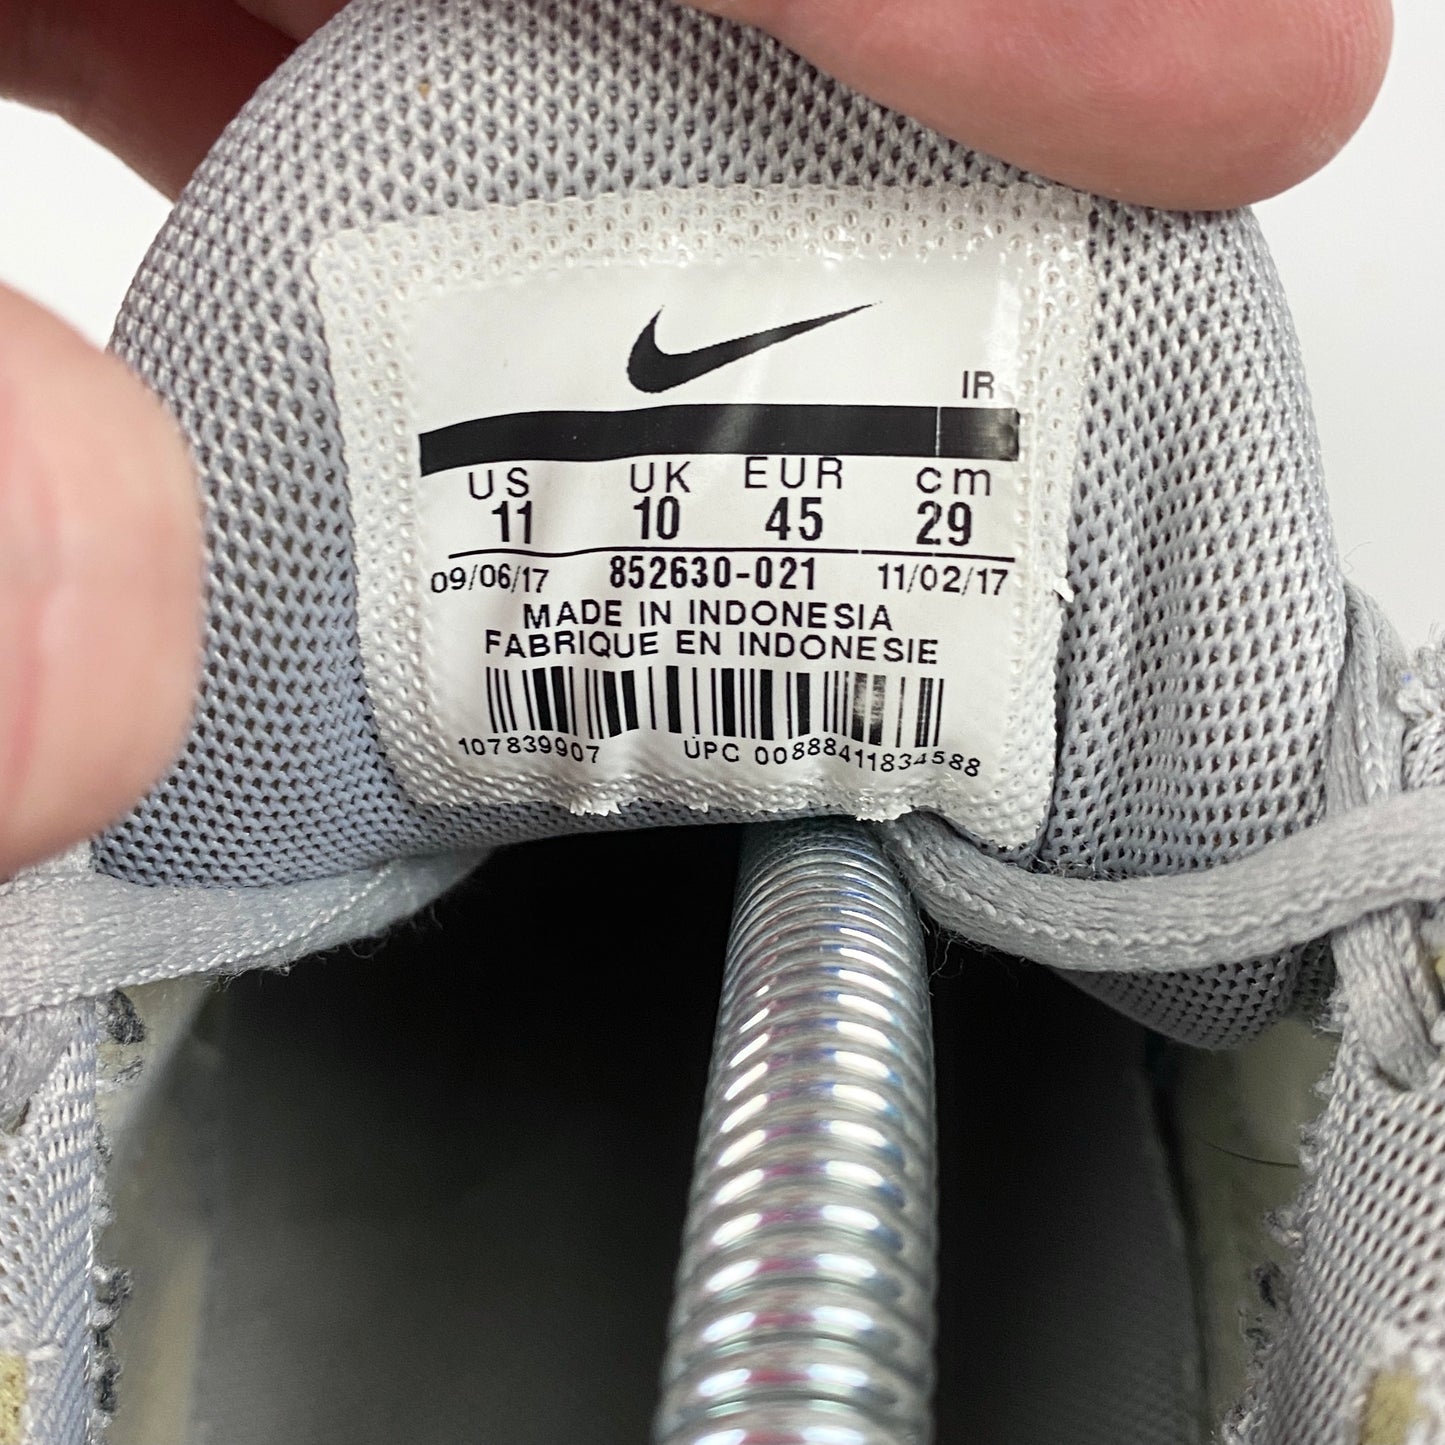 IR
US UK EUR cm
11 10 45 29
09/06/17 852630-021 11/02/17
MADE IN INDONESIA
FABRIQUE EN INDONESIE
107839907 UPC 00888411834588